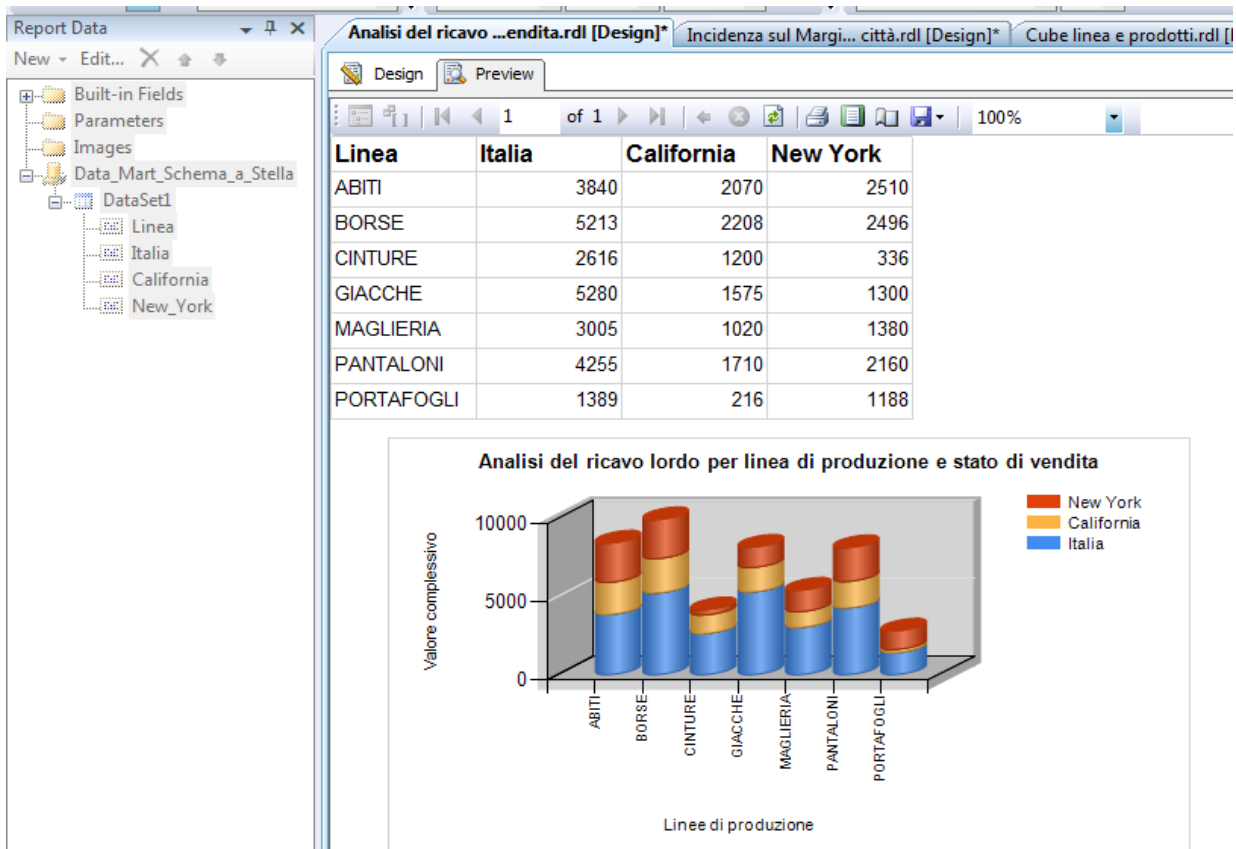 Report Data
New Edit...
Built-in Fields
Parameters
Images
Data_Mart_Schema_a_Stella
DataSet1
Linea
Italia
California
New_York
Analisi del ricavo ...endita.rdl [Design]* Incidenza sul Margi... città.rdl [Design]* Cube linea e prodotti.rdl [
Design Preview
1 of 1 100%
Linea Italia California New York
ABITI 3840 2070 2510
BORSE 5213 2208 2496
CINTURE 2616 1200 336
GIACCHE 5280 1575 1300
MAGLIERIA 3005 1020 1380
PANTALONI 4255 1710 2160
PORTAFOGLI 1389 216 1188
Analisi del ricavo lordo per linea di produzione e stato di vendita
New York
California
Italia
Valore complessivo
10000
5000
0
ABITI
BORSE
CINTURE
GIACCHE
MAGLIERIA
PANTALONI
PORTAFOGLI
Linee di produzione